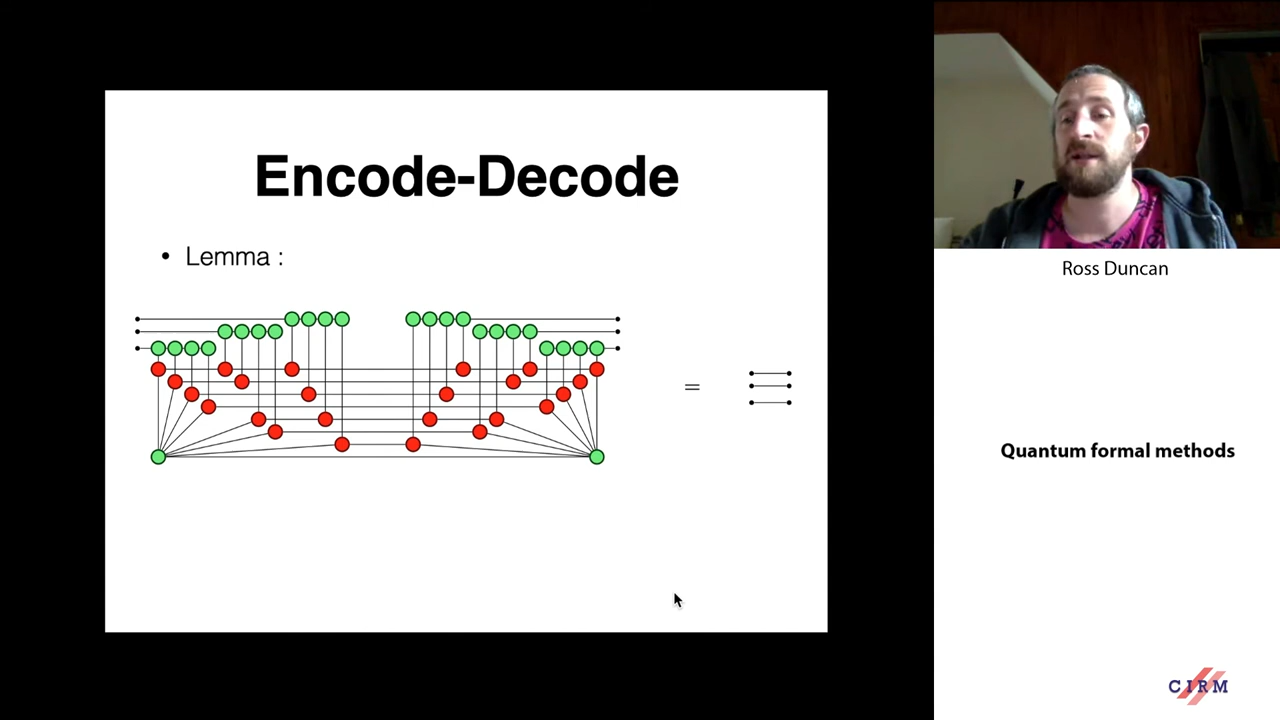 Encode-Decode
• Lemma :
=
Ross Duncan
Quantum formal methods
CIRM